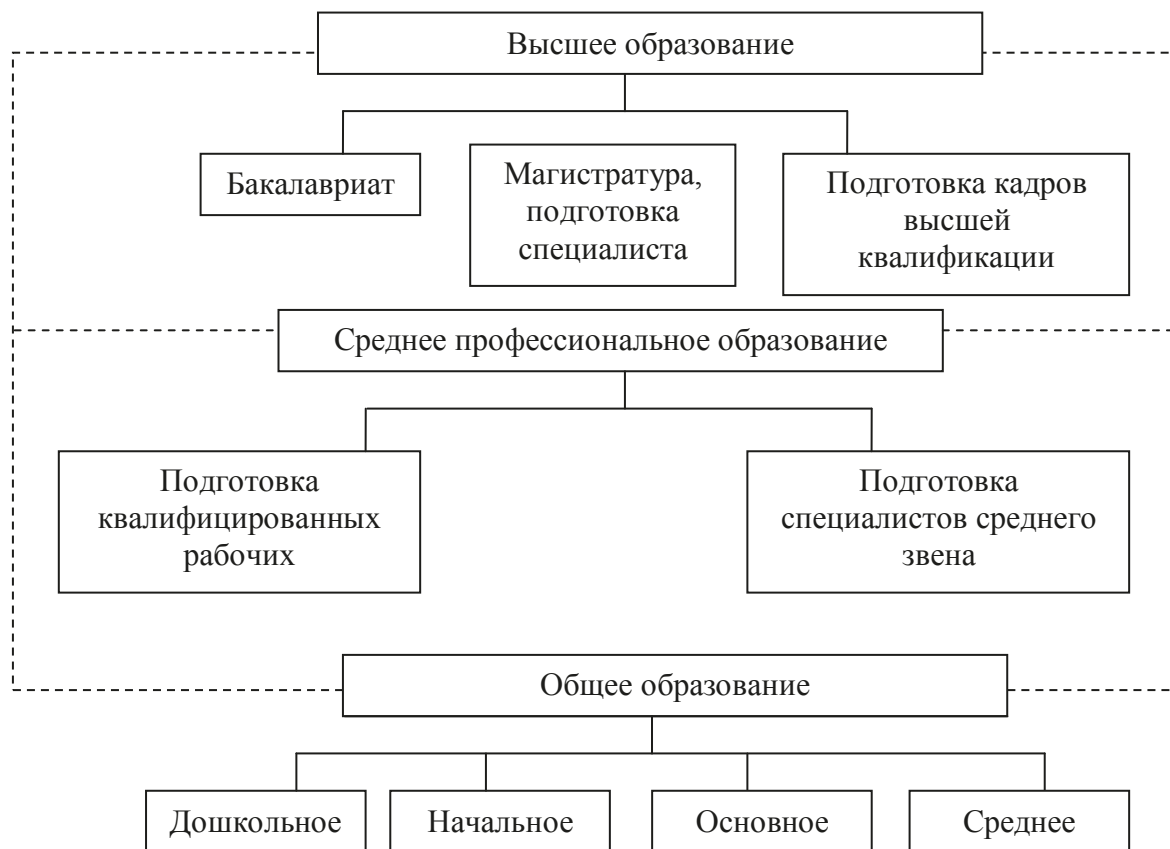 Высшее образование
Бакалавриат
Магистратура,
подготовка
специалиста
Подготовка кадров
высшей
квалификации
Среднее профессиональное образование
Подготовка
квалифицированных
рабочих
Подготовка
специалистов среднего
звена
Общее образование
Дошкольное
Начальное
Основное
Среднее